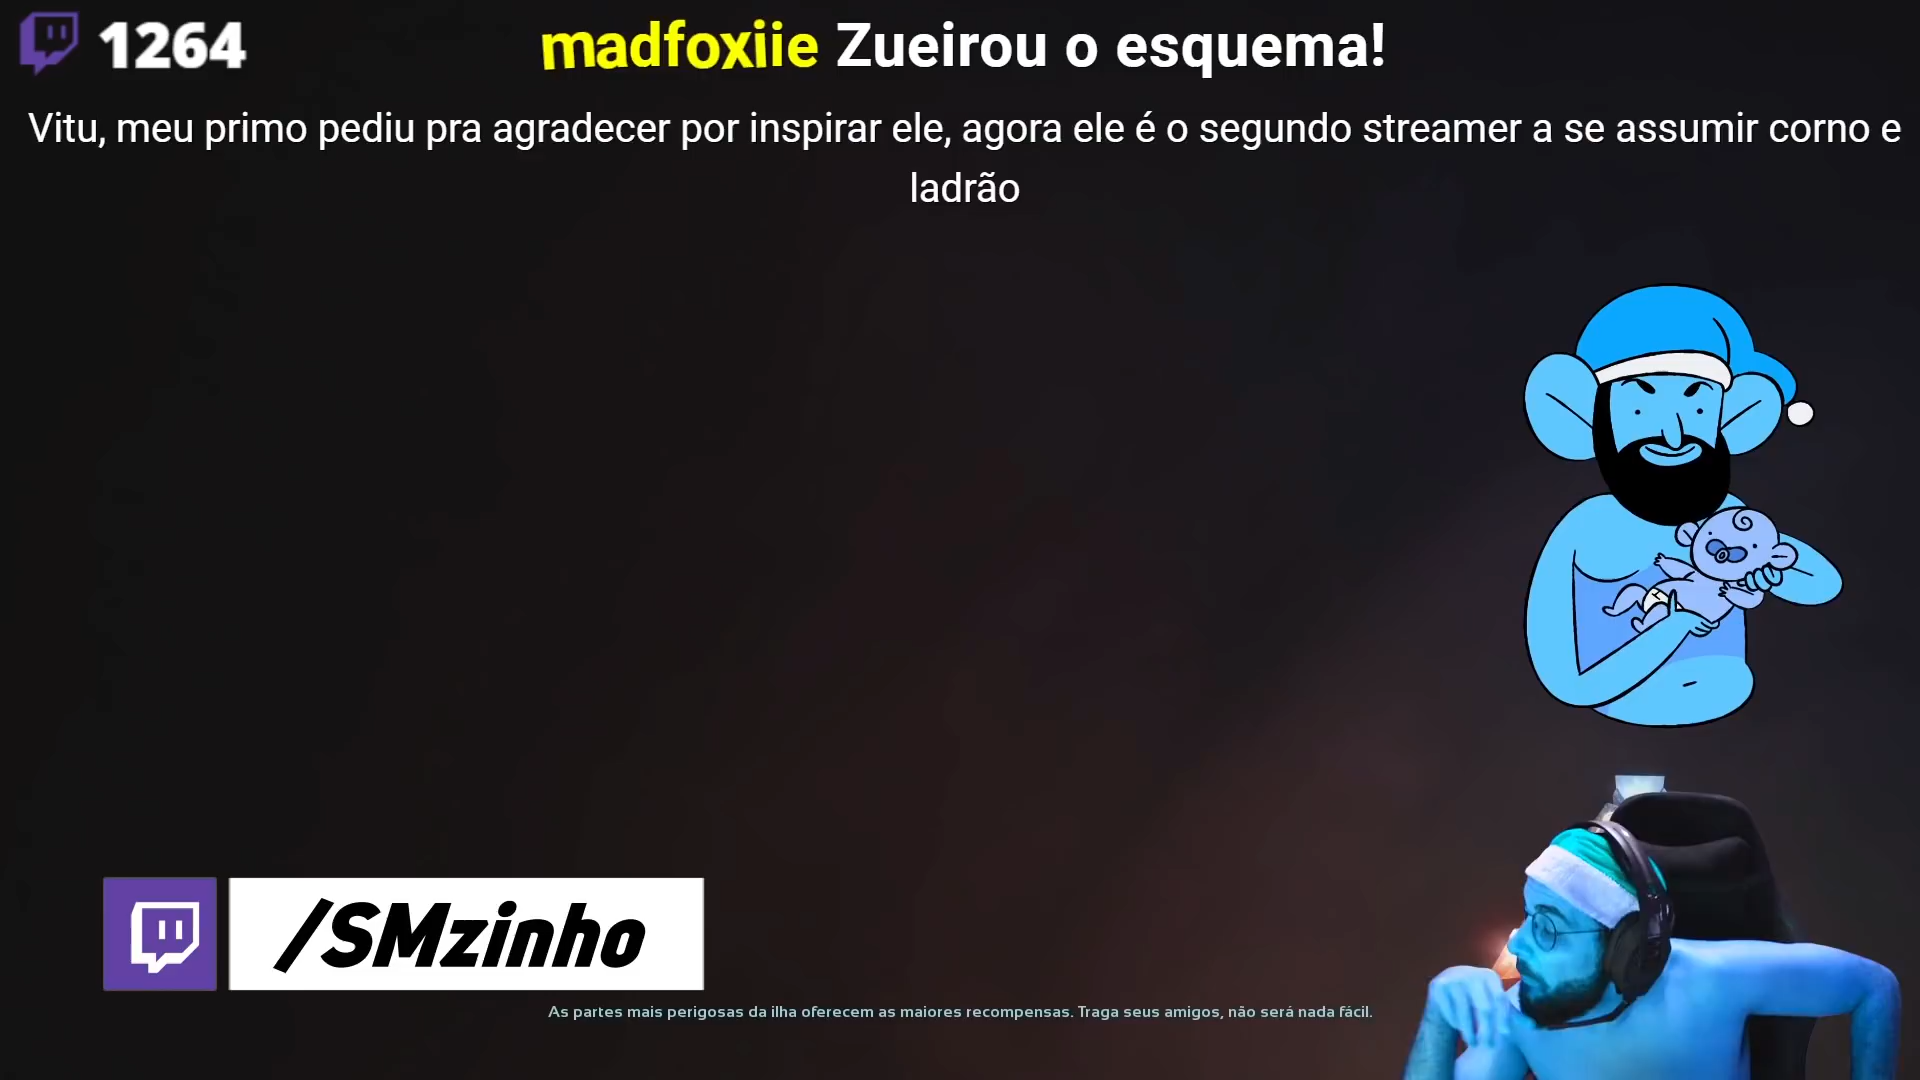 1264
madfoxiie Zueirou o esquema!
Vitu, meu primo pediu pra agradecer por inspirar ele, agora ele é o segundo streamer a se assumir corno e
ladrão
/SMzinho
As partes mais perigosas da ilha oferecem as maiores recompensas. Traga seus amigos, não será nada fácil.